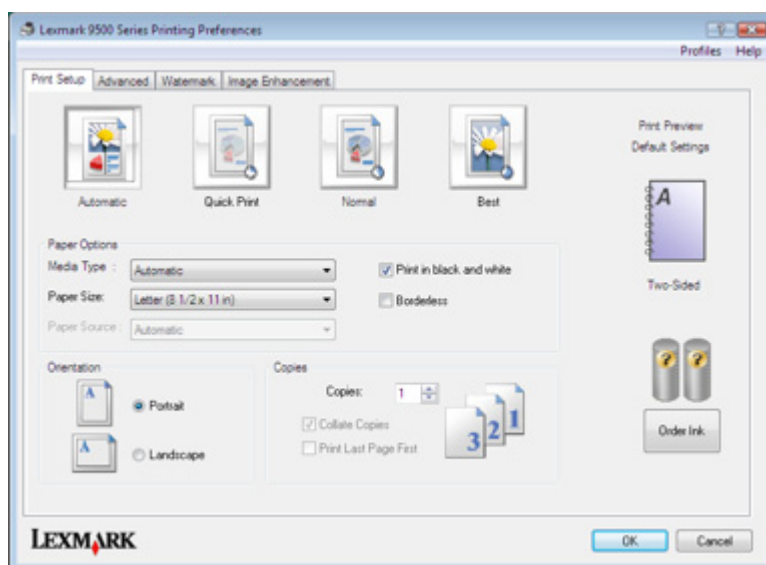 Lexmark 9500 Series Printing Preferences
Profiles Help
Print Setup Advanced Watermark Image Enhancement
Automatic Quick Print Normal Best
Print Preview
Default Settings
A
Two-Sided
Paper Options
Media Type : Automatic
Print in black and white
Paper Size: Letter (8 1/2 x 11 in)
Borderless
Paper Source : Automatic
Orientation
A
Portrait
A
Landscape
Copies
Copies: 1
Collate Copies
Print Last Page First
3 2 1
? ?
Order Ink
LEXMARK
OK Cancel